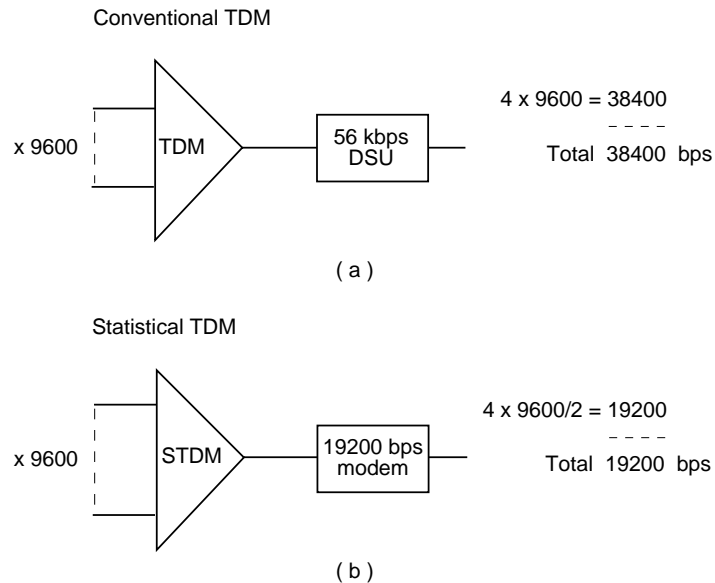 Conventional TDM
4 x 9600 = 38400
x 9600
TDM
56 kbps
DSU
Total 38400 bps
( a )
Statistical TDM
4 x 9600/2 = 19200
x 9600
STDM
19200 bps
modem
Total 19200 bps
( b )